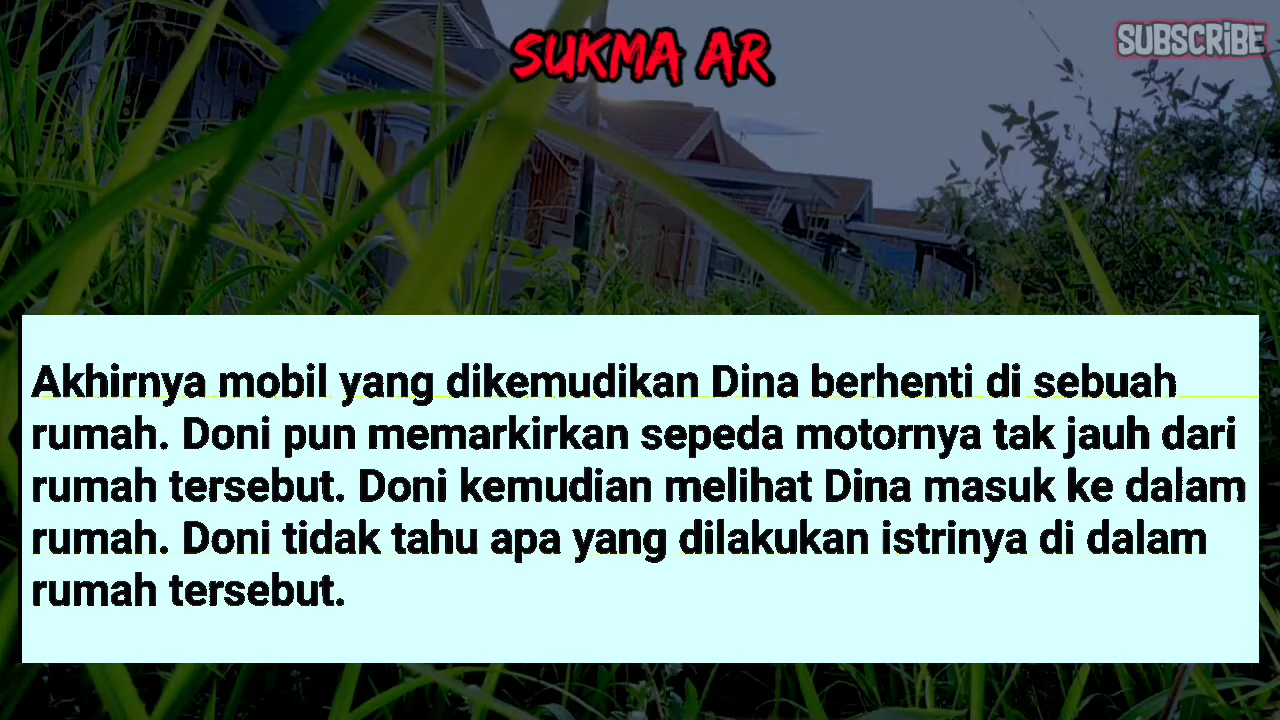 SUKMA AR
SUBSCRIBE
Akhirnya mobil yang dikemudikan Dina berhenti di sebuah
rumah. Doni pun memarkirkan sepeda motornya tak jauh dari
rumah tersebut. Doni kemudian melihat Dina masuk ke dalam
rumah. Doni tidak tahu apa yang dilakukan istrinya di dalam
rumah tersebut.